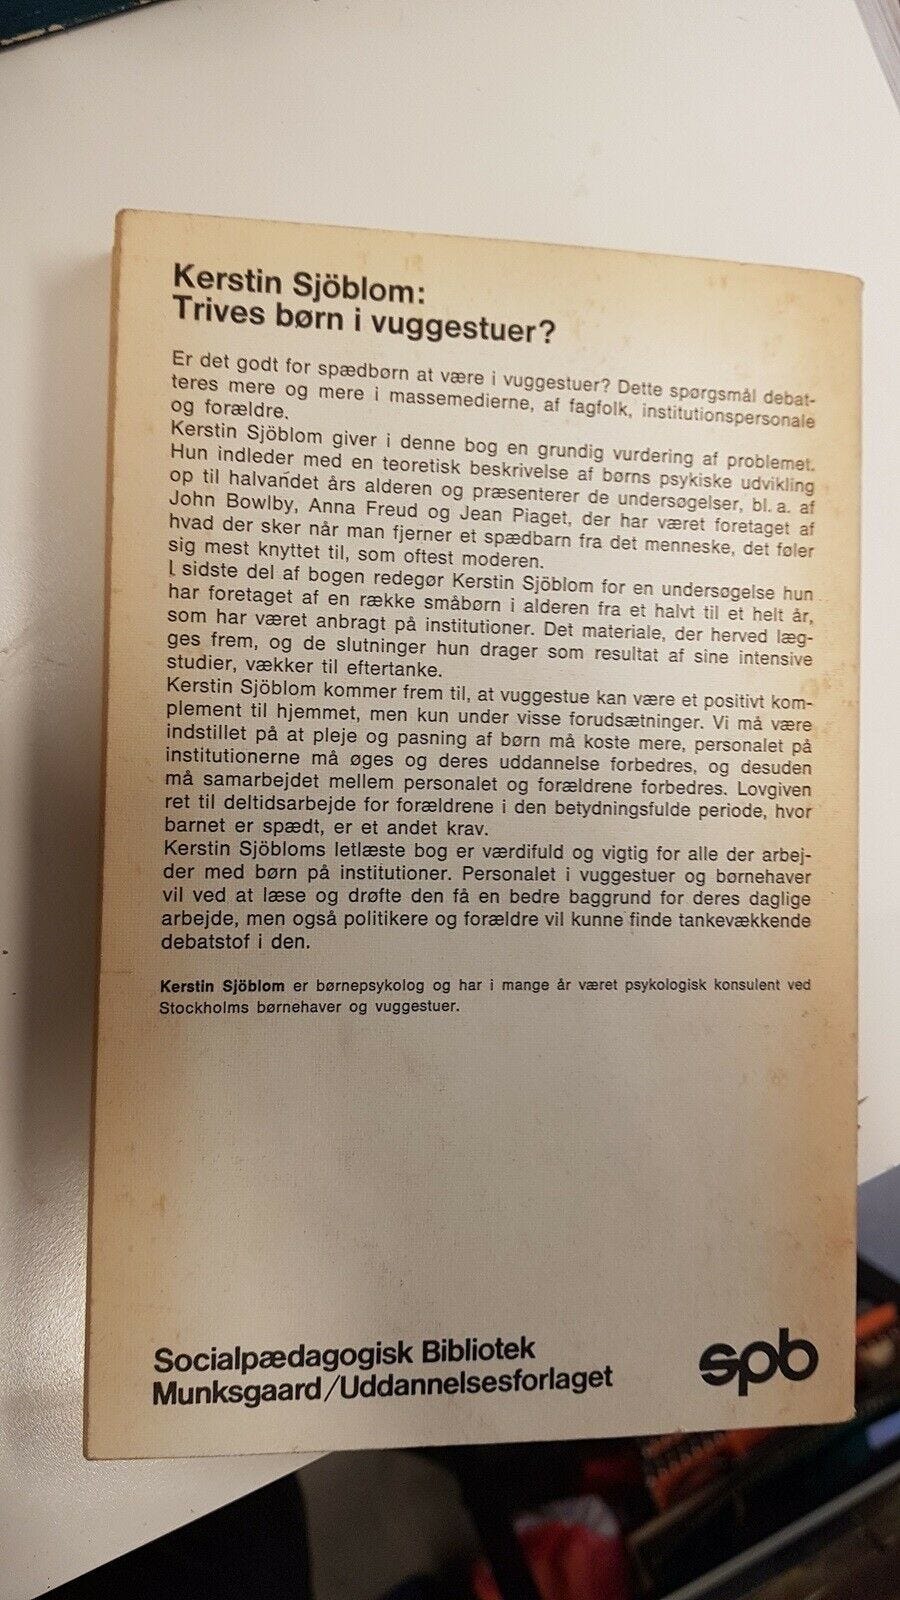 Kerstin Sjöblom:
Trives børn i vuggestuer?
Er det godt for spædbørn at være i vuggestuer? Dette spørgsmål debat-
teres mere og mere i massemedierne, af fagfolk, institutionspersonale
og forældre.
Kerstin Sjöblom giver i denne bog en grundig vurdering af problemet.
Hun indleder med en teoretisk beskrivelse af børns psykiske udvikling
op til halvandet års alderen og præsenterer de undersøgelser, bl. a. af
John Bowlby, Anna Freud og Jean Piaget, der har været foretaget af
hvad der sker når man fjerner et spædbarn fra det menneske, det føler
sig mest knyttet til, som oftest moderen.
I sidste del af bogen redegør Kerstin Sjöblom for en undersøgelse hun
har foretaget af en række småbørn i alderen fra et halvt til et helt år,
som har været anbragt på institutioner. Det materiale, der herved læg-
ges frem, og de slutninger hun drager som resultat af sine intensive
studier, vækker til eftertanke.
Kerstin Sjöblom kommer frem til, at vuggestue kan være et positivt kom-
plement til hjemmet, men kun under visse forudsætninger. Vi må være
indstillet på at pleje og pasning af børn må koste mere, personalet på
institutionerne må øges og deres uddannelse forbedres, og desuden
må samarbejdet mellem personalet og forældrene forbedres. Lovgiven
ret til deltidsarbejde for forældrene i den betydningsfulde periode, hvor
barnet er spædt, er et andet krav.
Kerstin Sjöbloms letlæste bog er værdifuld og vigtig for alle der arbej-
der med børn på institutioner. Personalet i vuggestuer og børnehaver
vil ved at læse og drøfte den få en bedre baggrund for deres daglige
arbejde, men også politikere og forældre vil kunne finde tankevækkende
debatstof i den.
Kerstin Sjöblom er børnepsykolog og har i mange år været psykologisk konsulent ved
Stockholms børnehaver og vuggestuer.
Socialpædagogisk Bibliotek
Munksgaard/Uddannelsesforlaget
spb